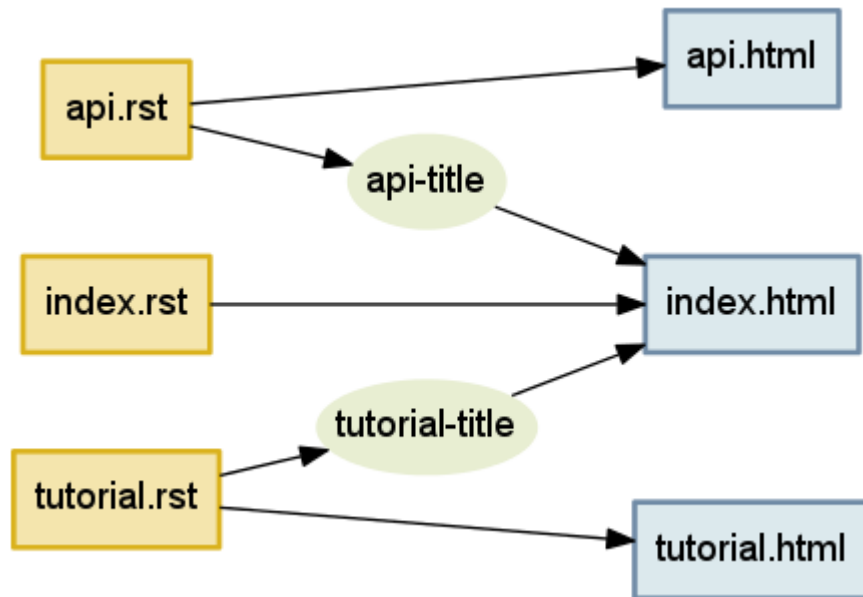 api.rst
api.html
api-title
index.rst
index.html
tutorial-title
tutorial.rst
tutorial.html